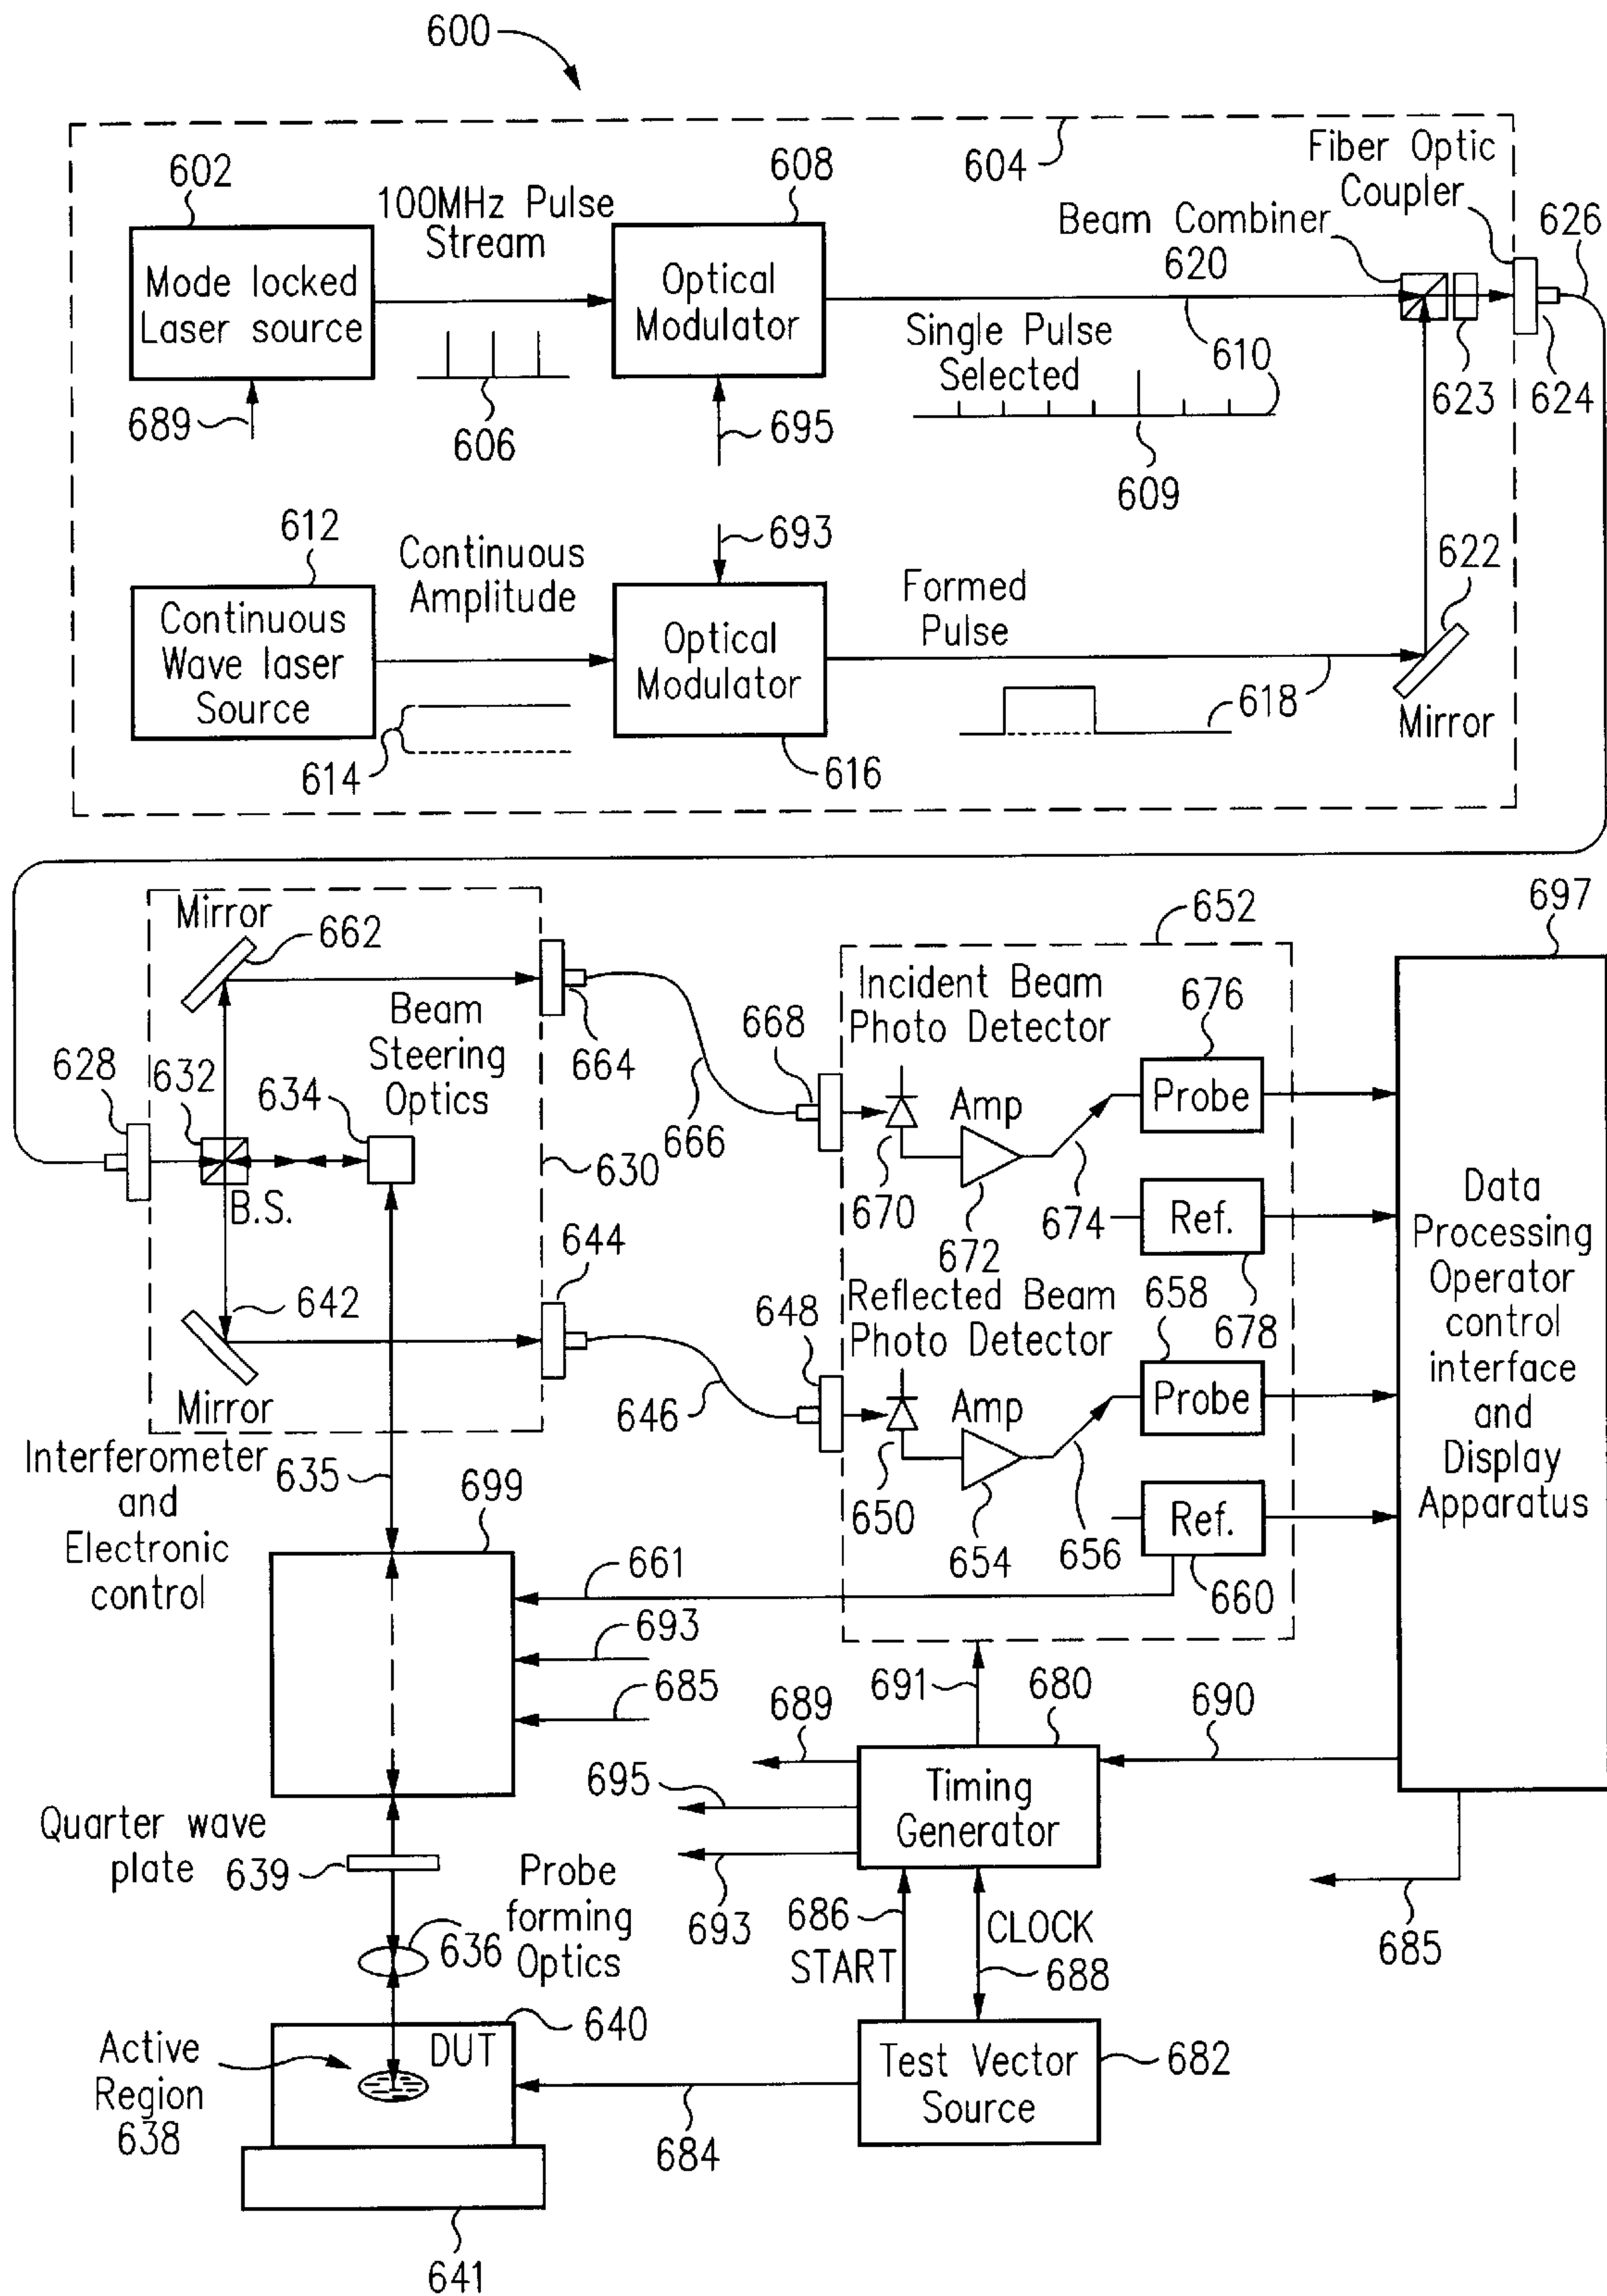 600
604
602
100MHz Pulse
Stream
608
Fiber Optic
Coupler
Beam Combiner
620
626
Mode locked
Laser source
Optical
Modulator
Single Pulse
Selected
610
623
624
689
606
695
609
612
Continuous
Amplitude
693
622
Continuous
Wave laser
Source
Optical
Modulator
Formed
Pulse
618
Mirror
614
616
Mirror
662
652
697
Beam
Steering
Optics
664
668
Incident Beam
Photo Detector
676
628
632
634
630
666
Amp
Probe
B.S.
670
672
674
Ref.
678
Data
Processing
Operator
control
interface
and
Display
Apparatus
642
644
648
Reflected Beam
Photo Detector
658
Mirror
646
Amp
Probe
650
654
656
Ref.
660
Interferometer
and
Electronic
control
635
699
661
693
685
691
680
690
689
695
693
Timing
Generator
Quarter wave
plate
639
Probe
forming
Optics
636
686
START
CLOCK
688
685
640
DUT
Active
Region
638
Test Vector
Source
682
684
641